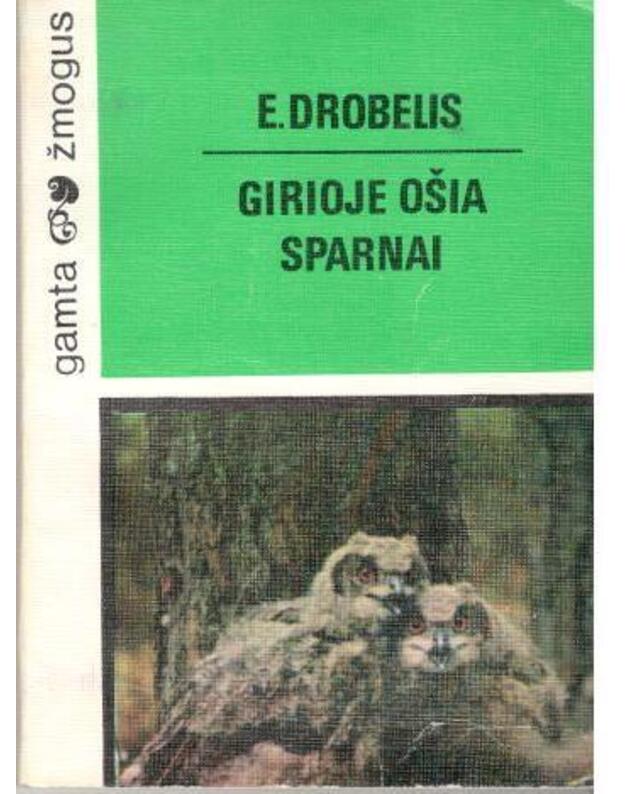 E. DROBELIS
GIRIOJE OŠIA
SPARNAI
gamta žmogus